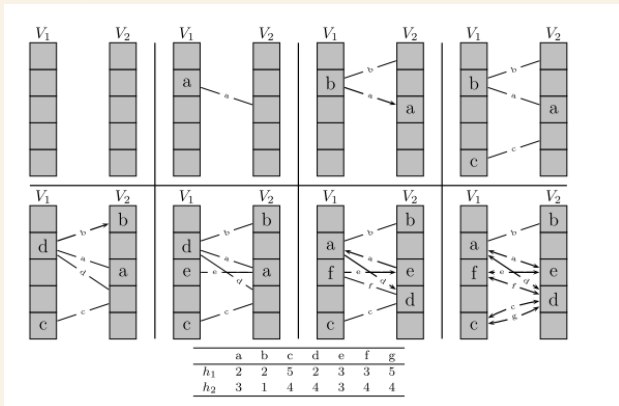 V₁ V₂ V₁ V₂ V₁ V₂ V₁ V₂
a a
b b a a
b b a a c c
V₁ V₂ V₁ V₂ V₁ V₂ V₁ V₂
d b b a a d c c
d b b a a e e d c c
a b b a e f e d f d c c
a b b a e f e d f d c c g
a b c d e f g
h₁ 2 2 5 2 3 3 5
h₂ 3 1 4 4 3 4 4